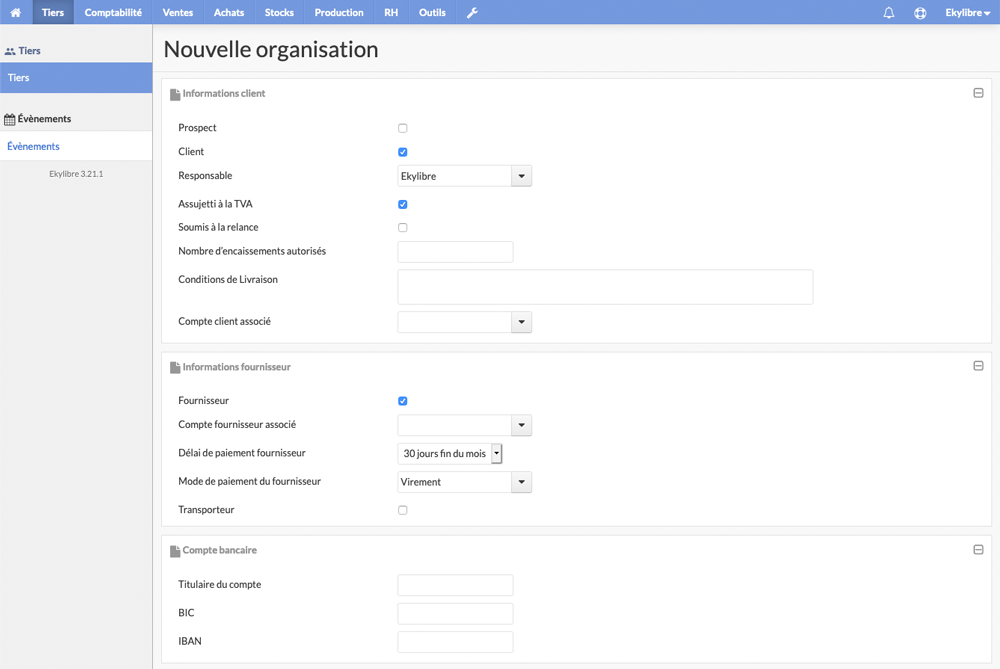 Tiers Comptabilité Ventes Achats Stocks Production RH Outils Ekylibre
Tiers
Tiers
Évènements
Évènements
Ekylibre 3.21.1
Nouvelle organisation
Informations client
Prospect
Client
Responsable Ekylibre
Assujetti à la TVA
Soumis à la relance
Nombre d'encaissements autorisés
Conditions de Livraison
Compte client associé
Informations fournisseur
Fournisseur
Compte fournisseur associé
Délai de paiement fournisseur 30 jours fin du mois
Mode de paiement du fournisseur Virement
Transporteur
Compte bancaire
Titulaire du compte
BIC
IBAN